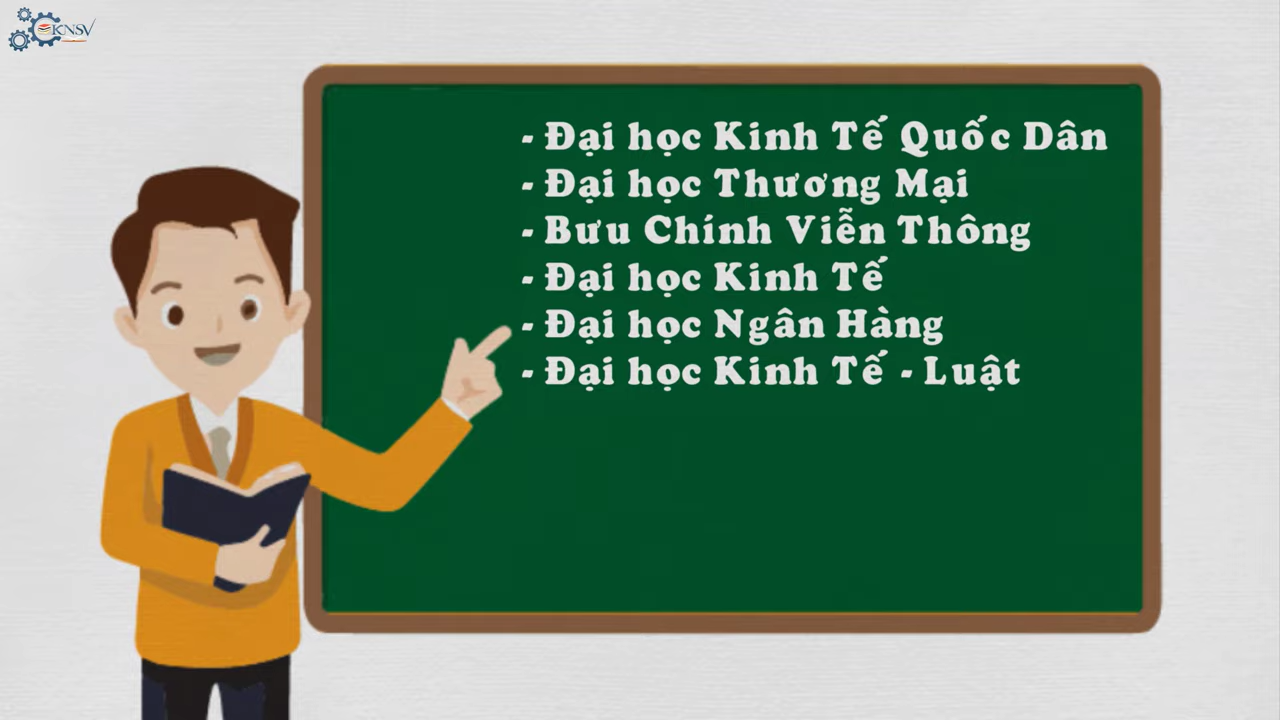 KNSV
- Đại học Kinh Tế Quốc Dân
- Đại học Thương Mại
- Bưu Chính Viễn Thông
- Đại học Kinh Tế
- Đại học Ngân Hàng
- Đại học Kinh Tế - Luật